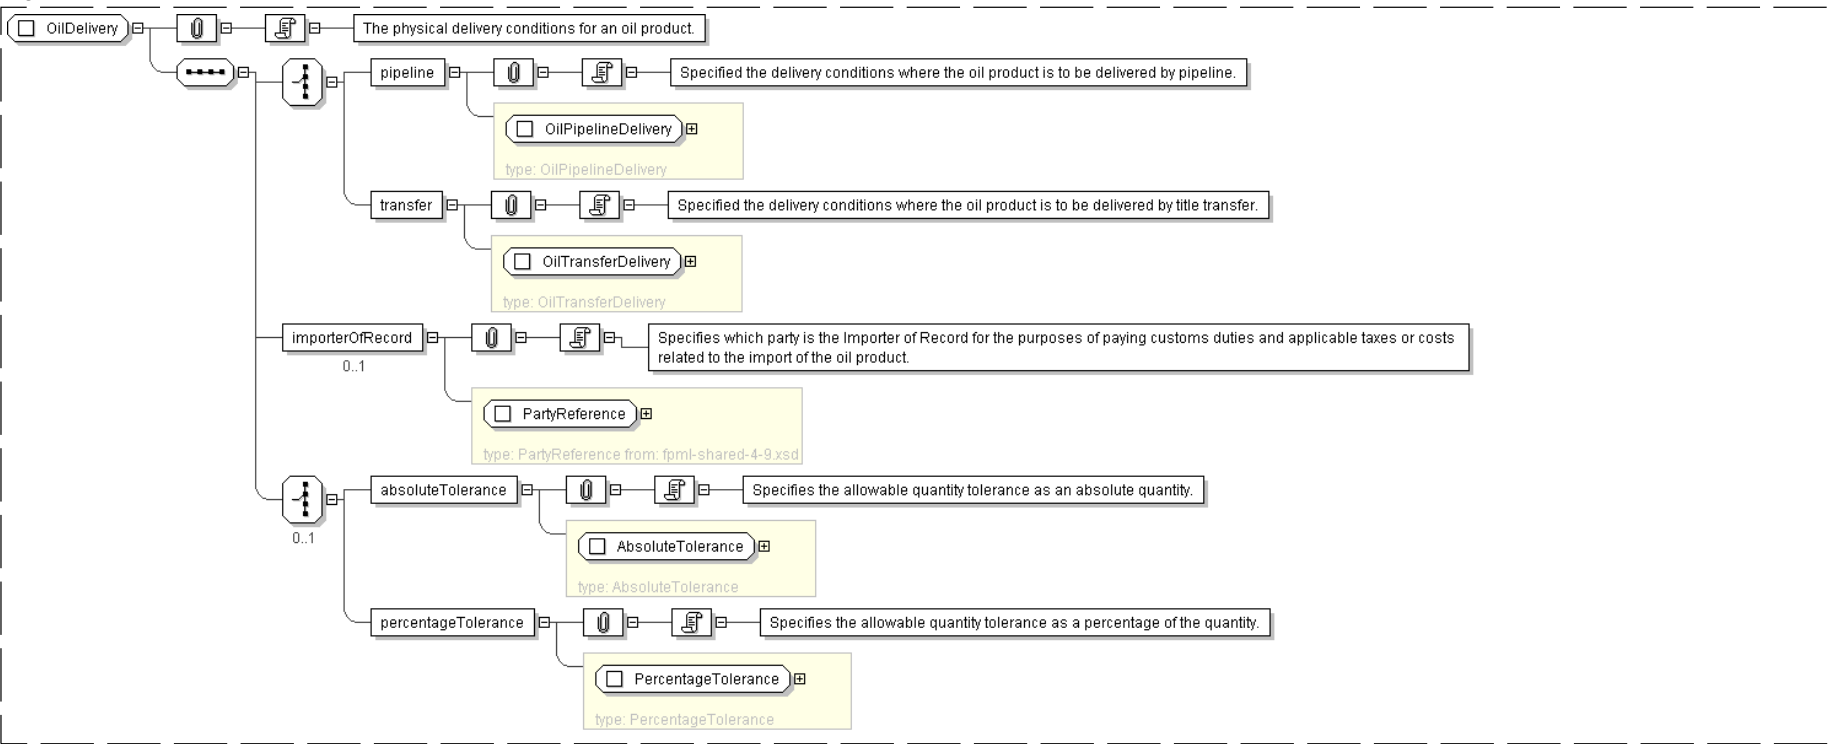 OilDelivery
The physical delivery conditions for an oil product.
pipeline
Specified the delivery conditions where the oil product is to be delivered by pipeline.
OilPipelineDelivery
type: OilPipelineDelivery
transfer
Specified the delivery conditions where the oil product is to be delivered by title transfer.
OilTransferDelivery
type: OilTransferDelivery
importerOfRecord
0..1
Specifies which party is the Importer of Record for the purposes of paying customs duties and applicable taxes or costs
related to the import of the oil product.
PartyReference
type: PartyReference from: fpml-shared-4-9.xsd
0..1
absoluteTolerance
Specifies the allowable quantity tolerance as an absolute quantity.
AbsoluteTolerance
type: AbsoluteTolerance
percentageTolerance
Specifies the allowable quantity tolerance as a percentage of the quantity.
PercentageTolerance
type: PercentageTolerance